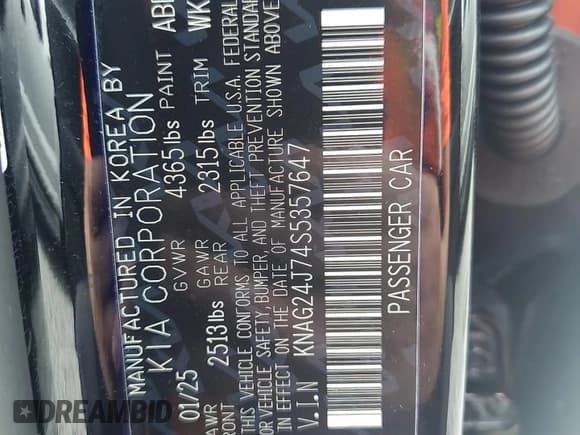 MANUFACTURED IN KOREA BY
KIA CORPORATION
01/25 GVWR 4365lbs PAINT
GAWR FRONT 2513lbs GAWR REAR 2315lbs TRIM WK
THIS VEHICLE CONFORMS TO ALL APPLICABLE U.S.A. FEDERAL
MOTOR VEHICLE SAFETY, BUMPER, AND THEFT PREVENTION STANDARDS
IN EFFECT ON THE DATE OF MANUFACTURE SHOWN ABOVE
V.I.N KNAG24J74S5357647
PASSENGER CAR
DREAMBID